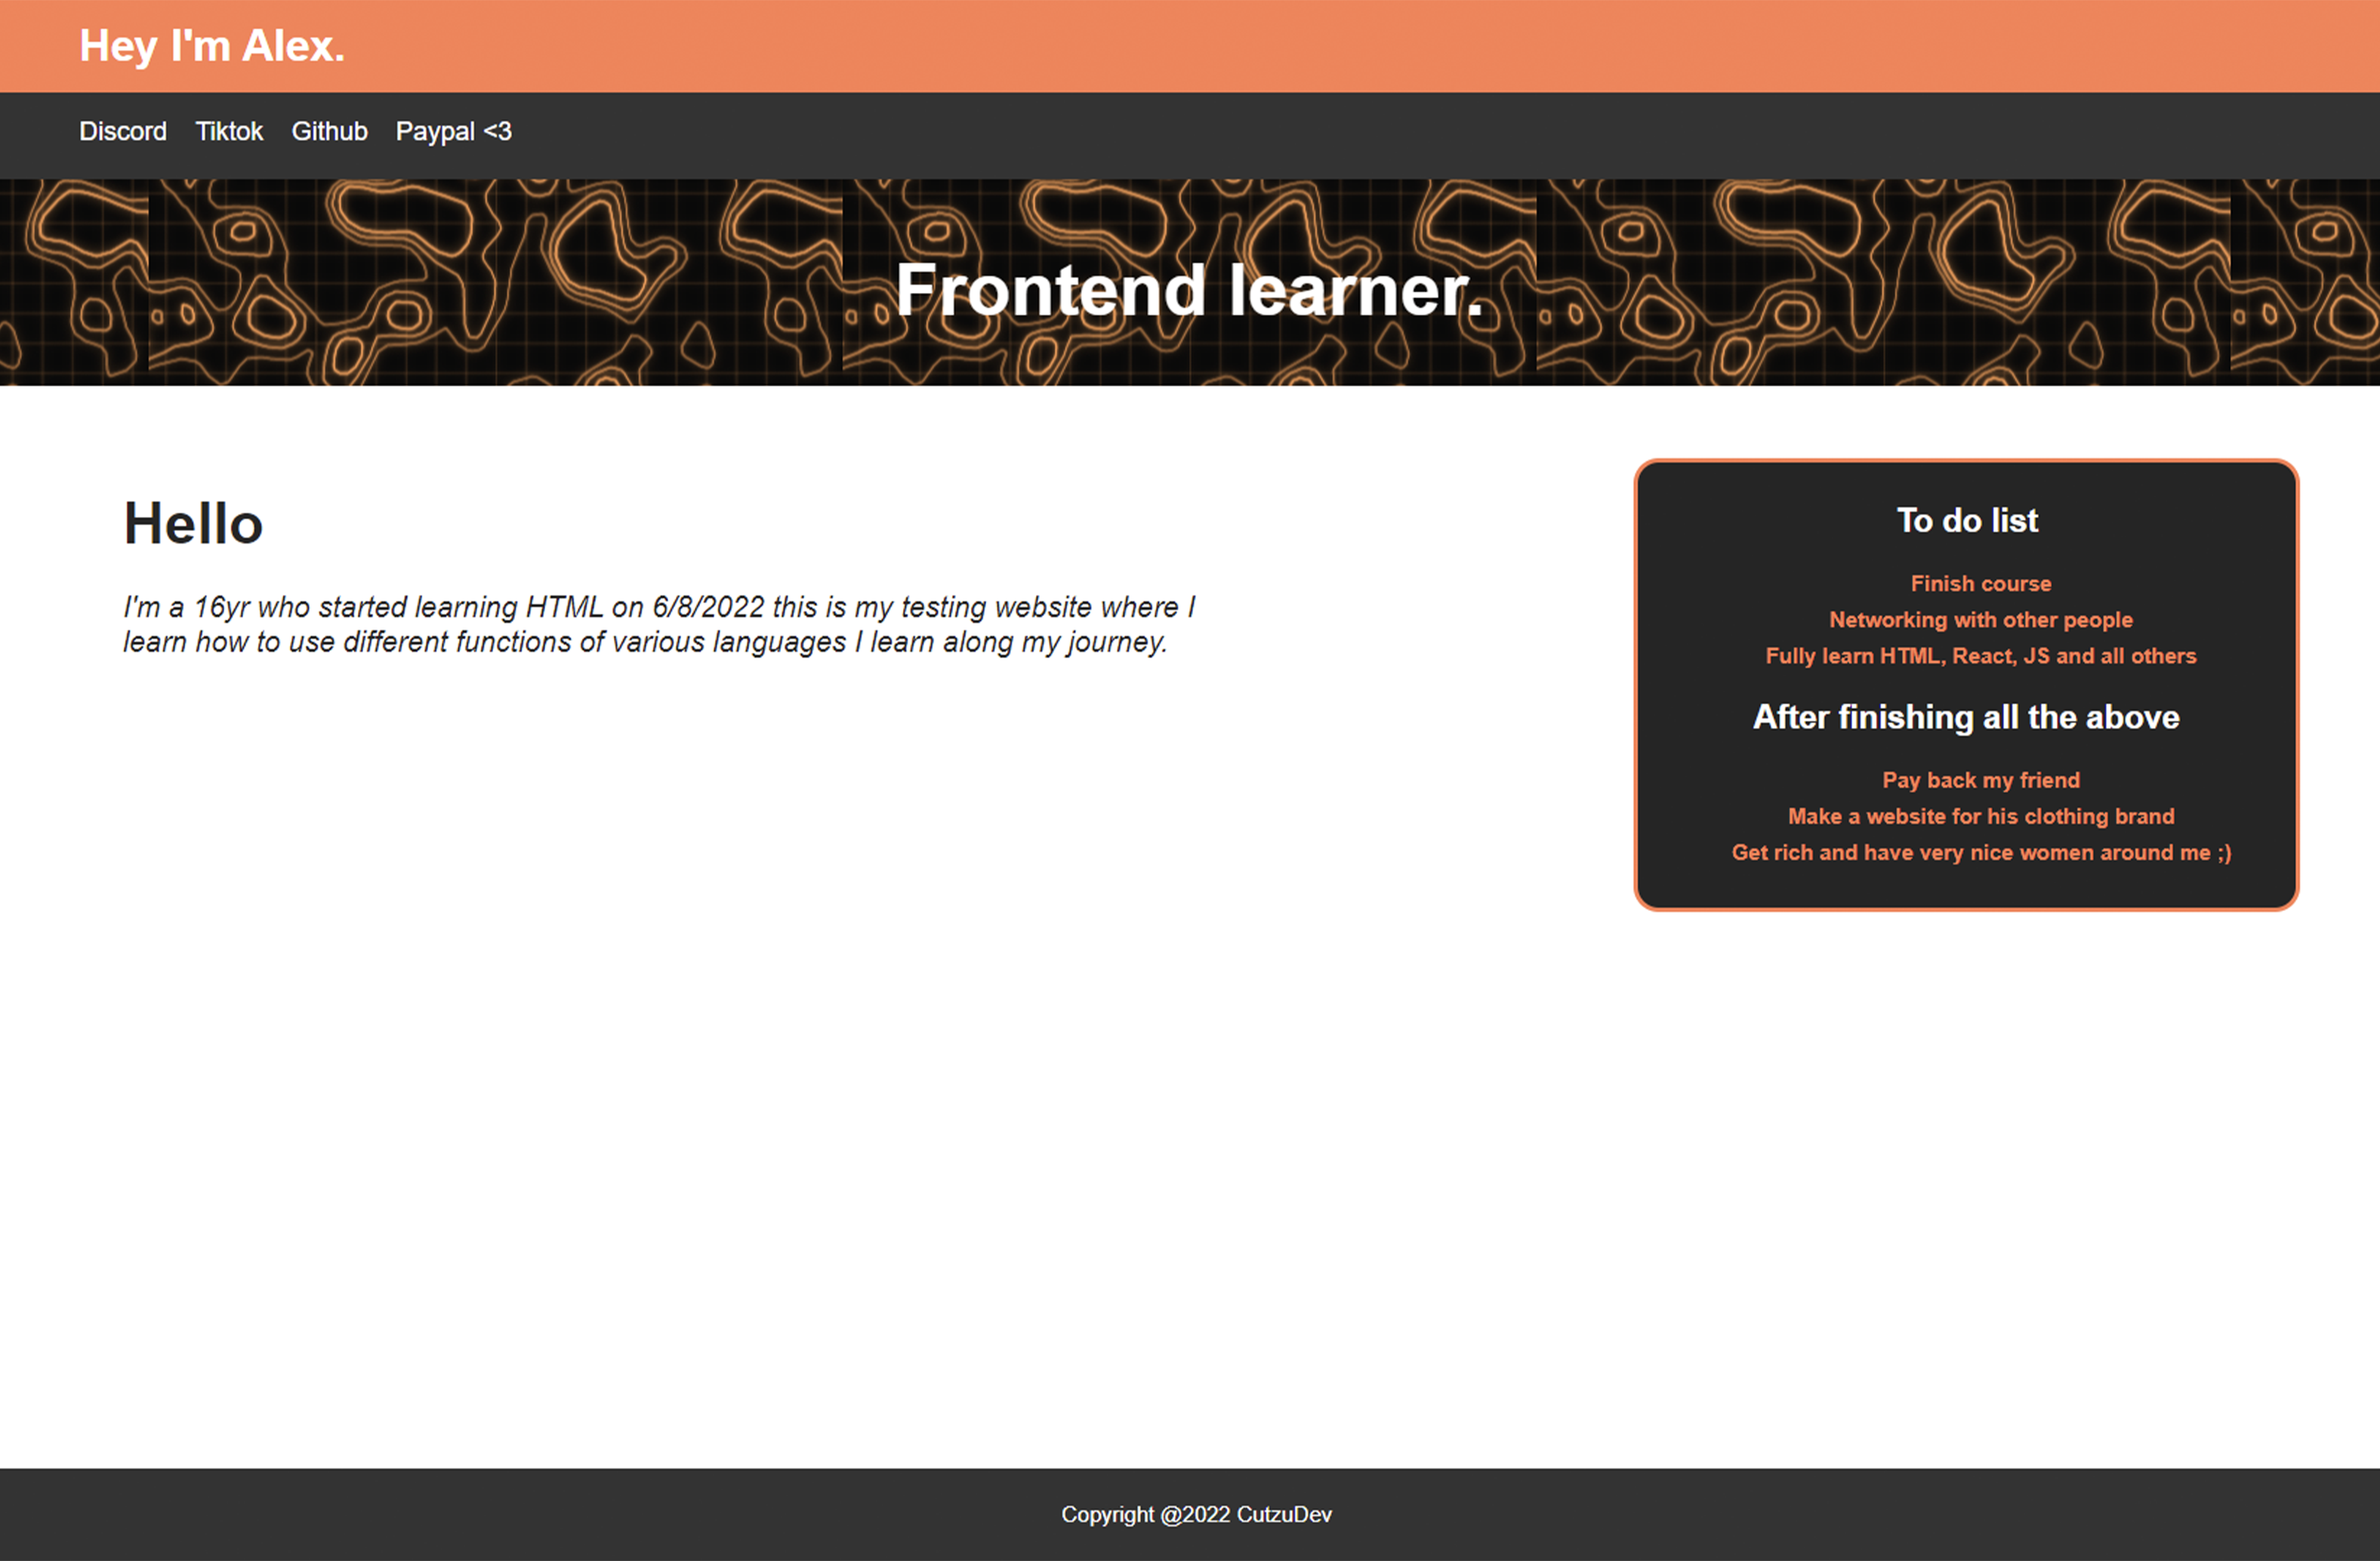 Hey I'm Alex.
Discord Tiktok Github Paypal <3
Frontend learner.
Hello
I'm a 16yr who started learning HTML on 6/8/2022 this is my testing website where I
learn how to use different functions of various languages I learn along my journey.
To do list
Finish course
Networking with other people
Fully learn HTML, React, JS and all others
After finishing all the above
Pay back my friend
Make a website for his clothing brand
Get rich and have very nice women around me ;)
Copyright @2022 CutzuDev